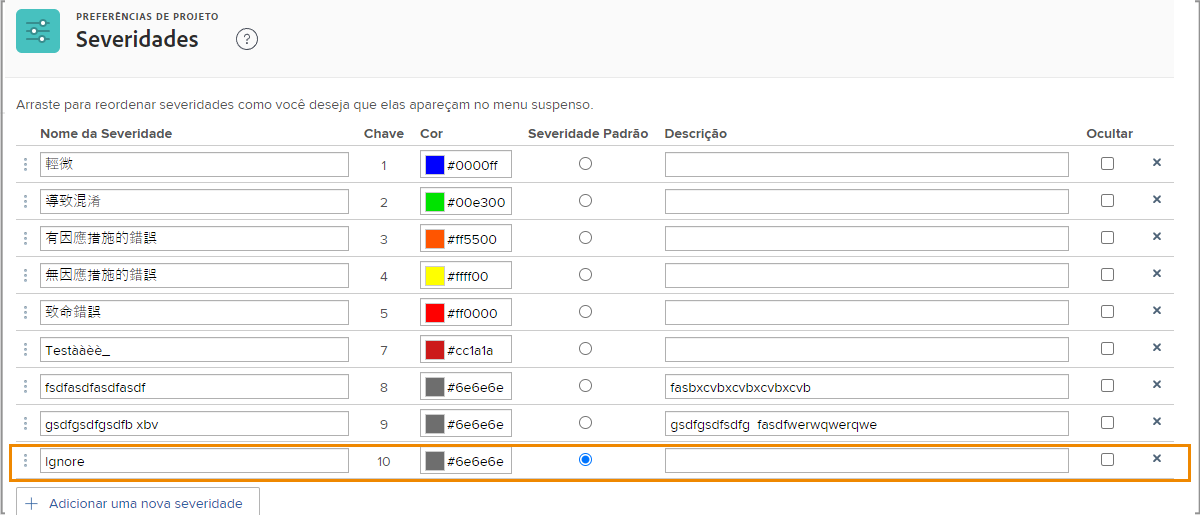 PREFERÊNCIAS DE PROJETO
Severidades ?
Arraste para reordenar severidades como você deseja que elas apareçam no menu suspenso.
Nome da Severidade Chave Cor Severidade Padrão Descrição Ocultar
輕微 1 #0000ff
導致混淆 2 #00e300
有因應措施的錯誤 3 #ff5500
無因應措施的錯誤 4 #ffff00
致命錯誤 5 #ff0000
Testàâèè_ 7 #cc1a1a
fsdfasdfasdfasdf 8 #6e6e6e fasbxcvbxcvbxcvbxcvb
gsdfgsdfgsdfb xbv 9 #6e6e6e gsdfgsdfsdfg fasdfwerwqwerqwe
Ignore 10 #6e6e6e
+ Adicionar uma nova severidade